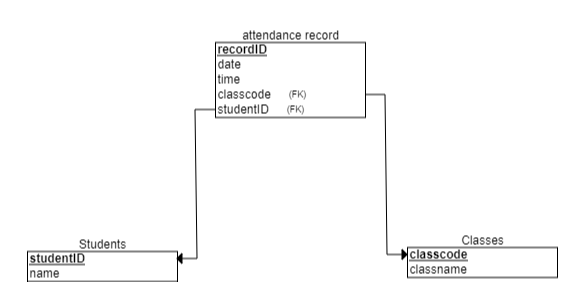 attendance record
recordID
date
time
classcode (FK)
studentID (FK)
Students
studentID
name
Classes
classcode
classname